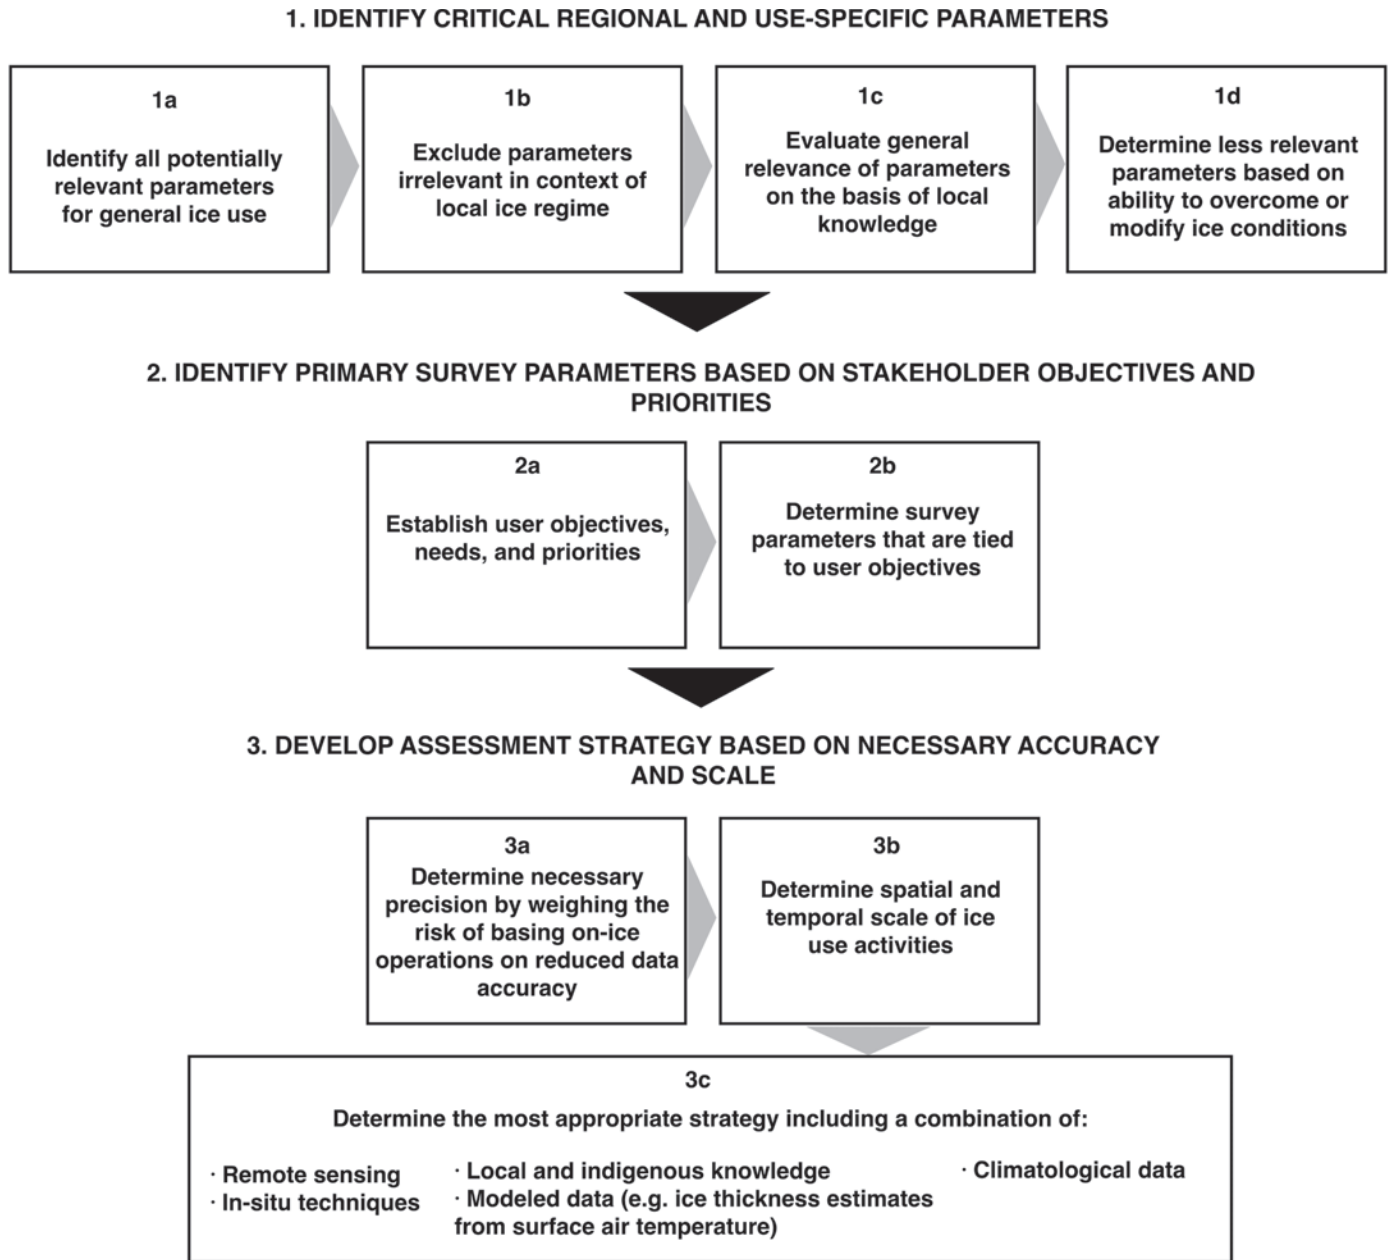 1. IDENTIFY CRITICAL REGIONAL AND USE-SPECIFIC PARAMETERS
1a
Identify all potentially
relevant parameters
for general ice use
1b
Exclude parameters
irrelevant in context of
local ice regime
1c
Evaluate general
relevance of parameters
on the basis of local
knowledge
1d
Determine less relevant
parameters based on
ability to overcome or
modify ice conditions
2. IDENTIFY PRIMARY SURVEY PARAMETERS BASED ON STAKEHOLDER OBJECTIVES AND
PRIORITIES
2a
Establish user objectives,
needs, and priorities
2b
Determine survey
parameters that are tied
to user objectives
3. DEVELOP ASSESSMENT STRATEGY BASED ON NECESSARY ACCURACY
AND SCALE
3a
Determine necessary
precision by weighing the
risk of basing on-ice
operations on reduced data
accuracy
3b
Determine spatial and
temporal scale of ice
use activities
3c
Determine the most appropriate strategy including a combination of:
· Remote sensing
· In-situ techniques
· Local and indigenous knowledge
· Modeled data (e.g. ice thickness estimates
from surface air temperature)
· Climatological data